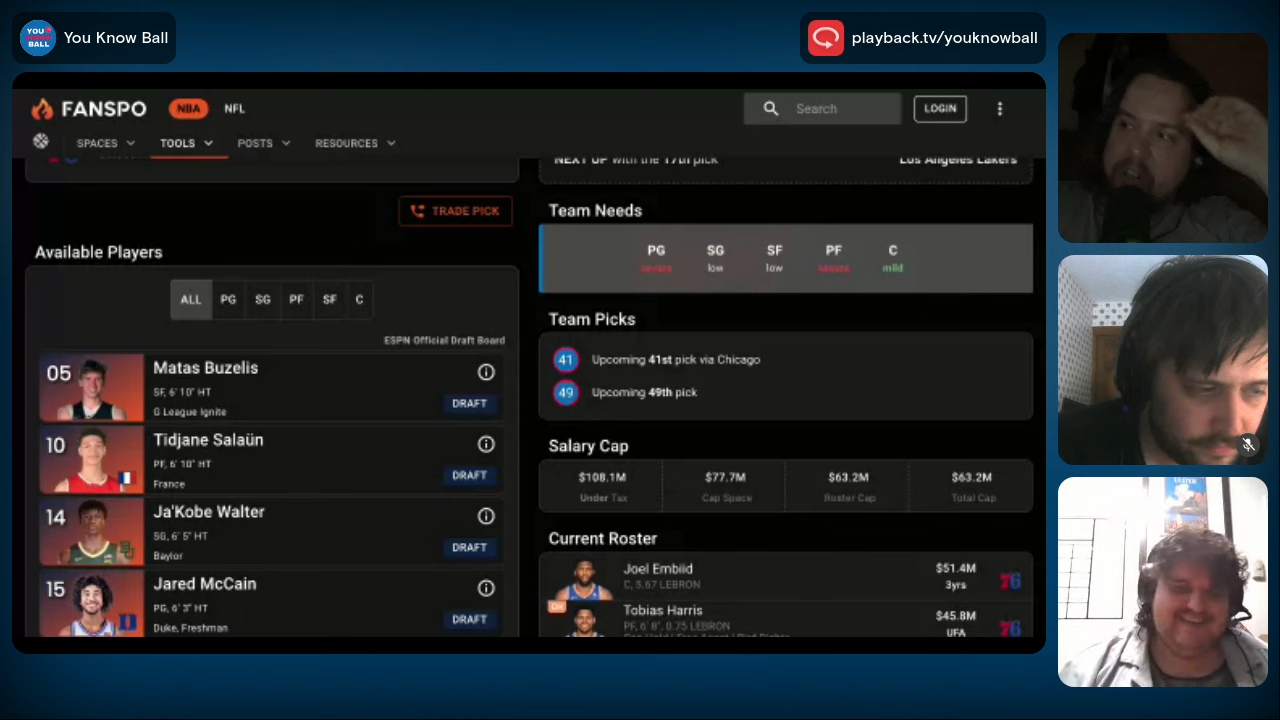 YOU KNOW BALL
You Know Ball
playback.tv/youknowball
FANSPO
NBA
NFL
Search
LOGIN
SPACES
TOOLS
POSTS
RESOURCES
NEXT UP with the 17th pick
Los Angeles Lakers
TRADE PICK
Team Needs
PG
SG
SF
PF
C
severe
low
low
severe
mild
Available Players
ALL
PG
SG
PF
SF
C
ESPN Official Draft Board
05
Matas Buzelis
SF, 6' 10" HT
G League Ignite
DRAFT
10
Tidjane Salaün
PF, 6' 10" HT
France
DRAFT
14
Ja'Kobe Walter
SG, 6' 5" HT
Baylor
DRAFT
15
Jared McCain
PG, 6' 3" HT
Duke, Freshman
DRAFT
Team Picks
41
Upcoming 41st pick via Chicago
49
Upcoming 49th pick
Salary Cap
$108.1M
$77.7M
$63.2M
$63.2M
Under Tax
Cap Space
Roster Cap
Total Cap
Current Roster
Joel Embiid
C, 5.67 LEBRON
$51.4M
3yrs
76
Tobias Harris
PF, 6' 8", 0.75 LEBRON
$45.8M
UFA
76